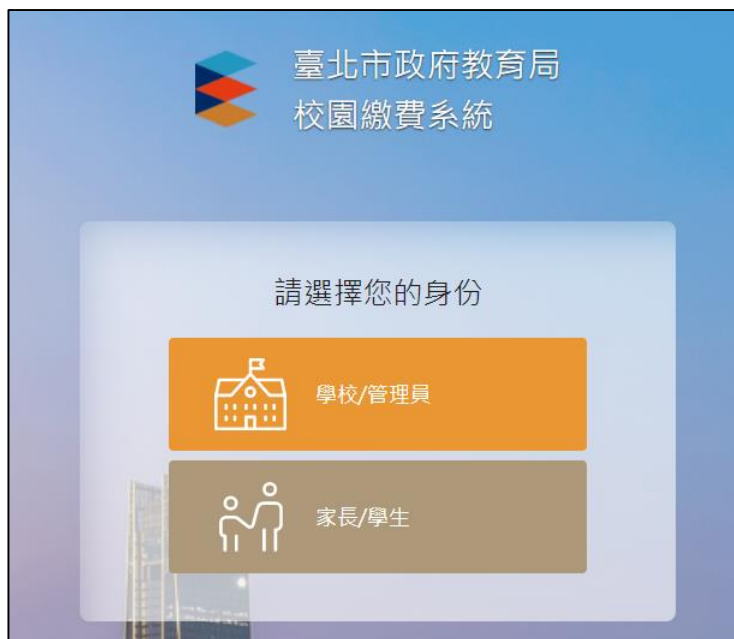 臺北市政府教育局
校園繳費系統
請選擇您的身份
學校/管理員
家長/學生